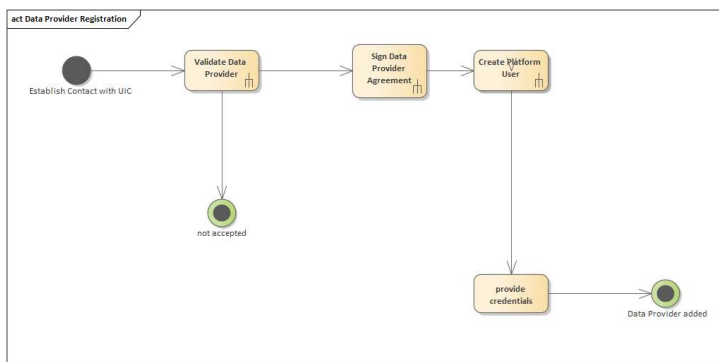 act Data Provider Registration
Establish Contact with UIC
Validate Data
Provider
Sign Data
Provider
Agreement
Create Platform
User
not accepted
provide
credentials
Data Provider added